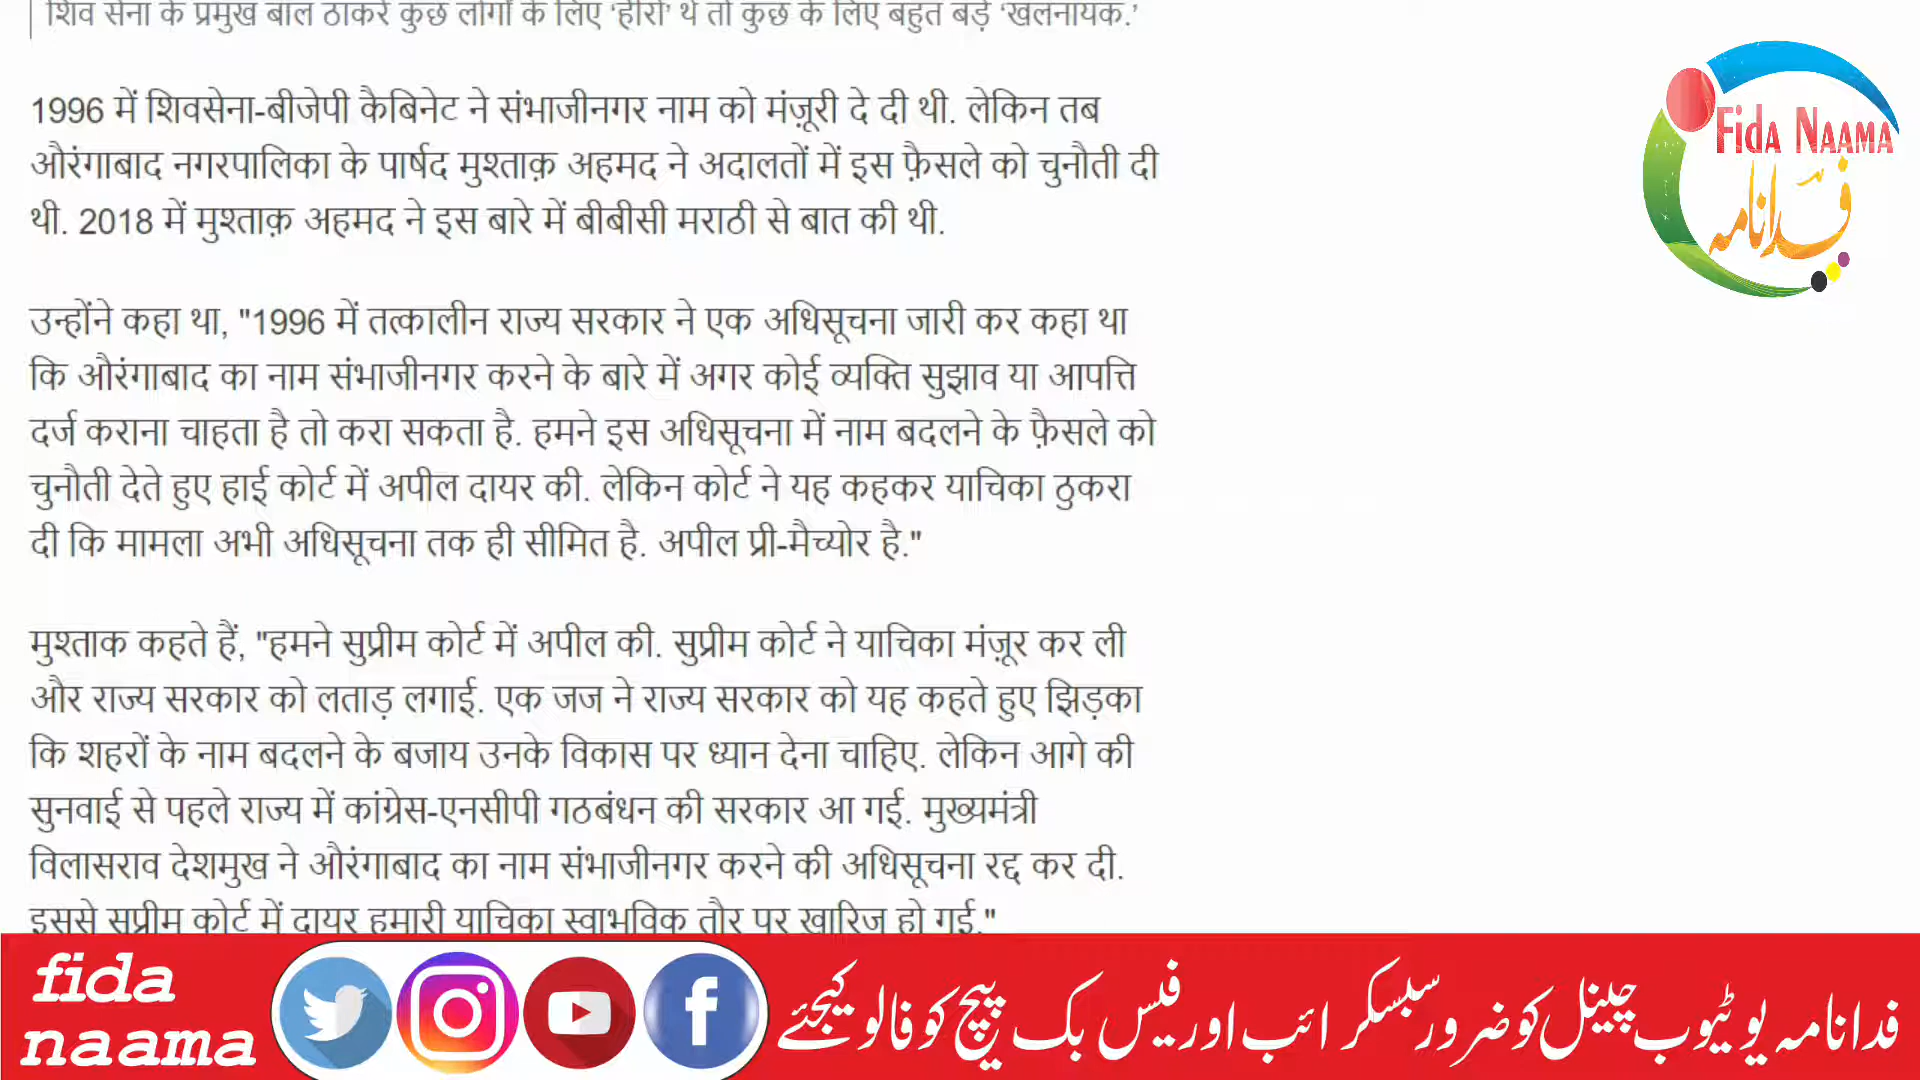 शिव सेना के प्रमुख बाल ठाकरे कुछ लोगों के लिए ‘हीरो’ थे तो कुछ के लिए बहुत बड़े ‘खलनायक.’
1996 में शिवसेना-बीजेपी कैबिनेट ने संभाजीनगर नाम को मंज़ूरी दे दी थी. लेकिन तब
औरंगाबाद नगरपालिका के पार्षद मुश्ताक़ अहमद ने अदालतों में इस फ़ैसले को चुनौती दी
थी. 2018 में मुश्ताक़ अहमद ने इस बारे में बीबीसी मराठी से बात की थी.
उन्होंने कहा था, "1996 में तत्कालीन राज्य सरकार ने एक अधिसूचना जारी कर कहा था
कि औरंगाबाद का नाम संभाजीनगर करने के बारे में अगर कोई व्यक्ति सुझाव या आपत्ति
दर्ज कराना चाहता है तो करा सकता है. हमने इस अधिसूचना में नाम बदलने के फ़ैसले को
चुनौती देते हुए हाई कोर्ट में अपील दायर की. लेकिन कोर्ट ने यह कहकर याचिका ठुकरा
दी कि मामला अभी अधिसूचना तक ही सीमित है. अपील प्री-मैच्योर है."
मुश्ताक कहते हैं, "हमने सुप्रीम कोर्ट में अपील की. सुप्रीम कोर्ट ने याचिका मंज़ूर कर ली
और राज्य सरकार को लताड़ लगाई. एक जज ने राज्य सरकार को यह कहते हुए झिड़का
कि शहरों के नाम बदलने के बजाय उनके विकास पर ध्यान देना चाहिए. लेकिन आगे की
सुनवाई से पहले राज्य में कांग्रेस-एनसीपी गठबंधन की सरकार आ गई. मुख्यमंत्री
विलासराव देशमुख ने औरंगाबाद का नाम संभाजीनगर करने की अधिसूचना रद्द कर दी.
इससे सुप्रीम कोर्ट में दायर हमारी याचिका स्वाभविक तौर पर खारिज हो गई."
Fida Naama
فدانامہ
fida
naama
فدانامہ یوٹیوب چینل کو ضرور سبسکرائب اور فیس بک پیچ کو فالو کیجئے